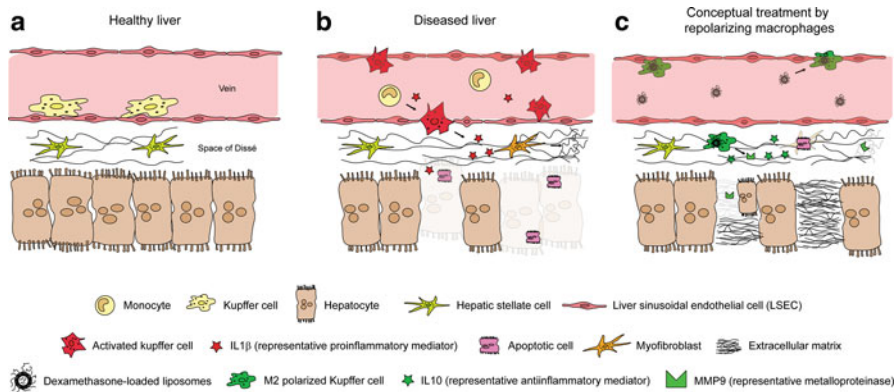 a
Healthy liver
b
Diseased liver
c
Conceptual treatment by
repolarizing macrophages
Vein
Space of Dissé
Monocyte
Kupffer cell
Hepatocyte
Hepatic stellate cell
Liver sinusoidal endothelial cell (LSEC)
Activated kupffer cell
IL1β (representative proinflammatory mediator)
Apoptotic cell
Myofibroblast
Extracellular matrix
Dexamethasone-loaded liposomes
M2 polarized Kupffer cell
IL10 (representative antiinflammatory mediator)
MMP9 (representative metalloproteinase)